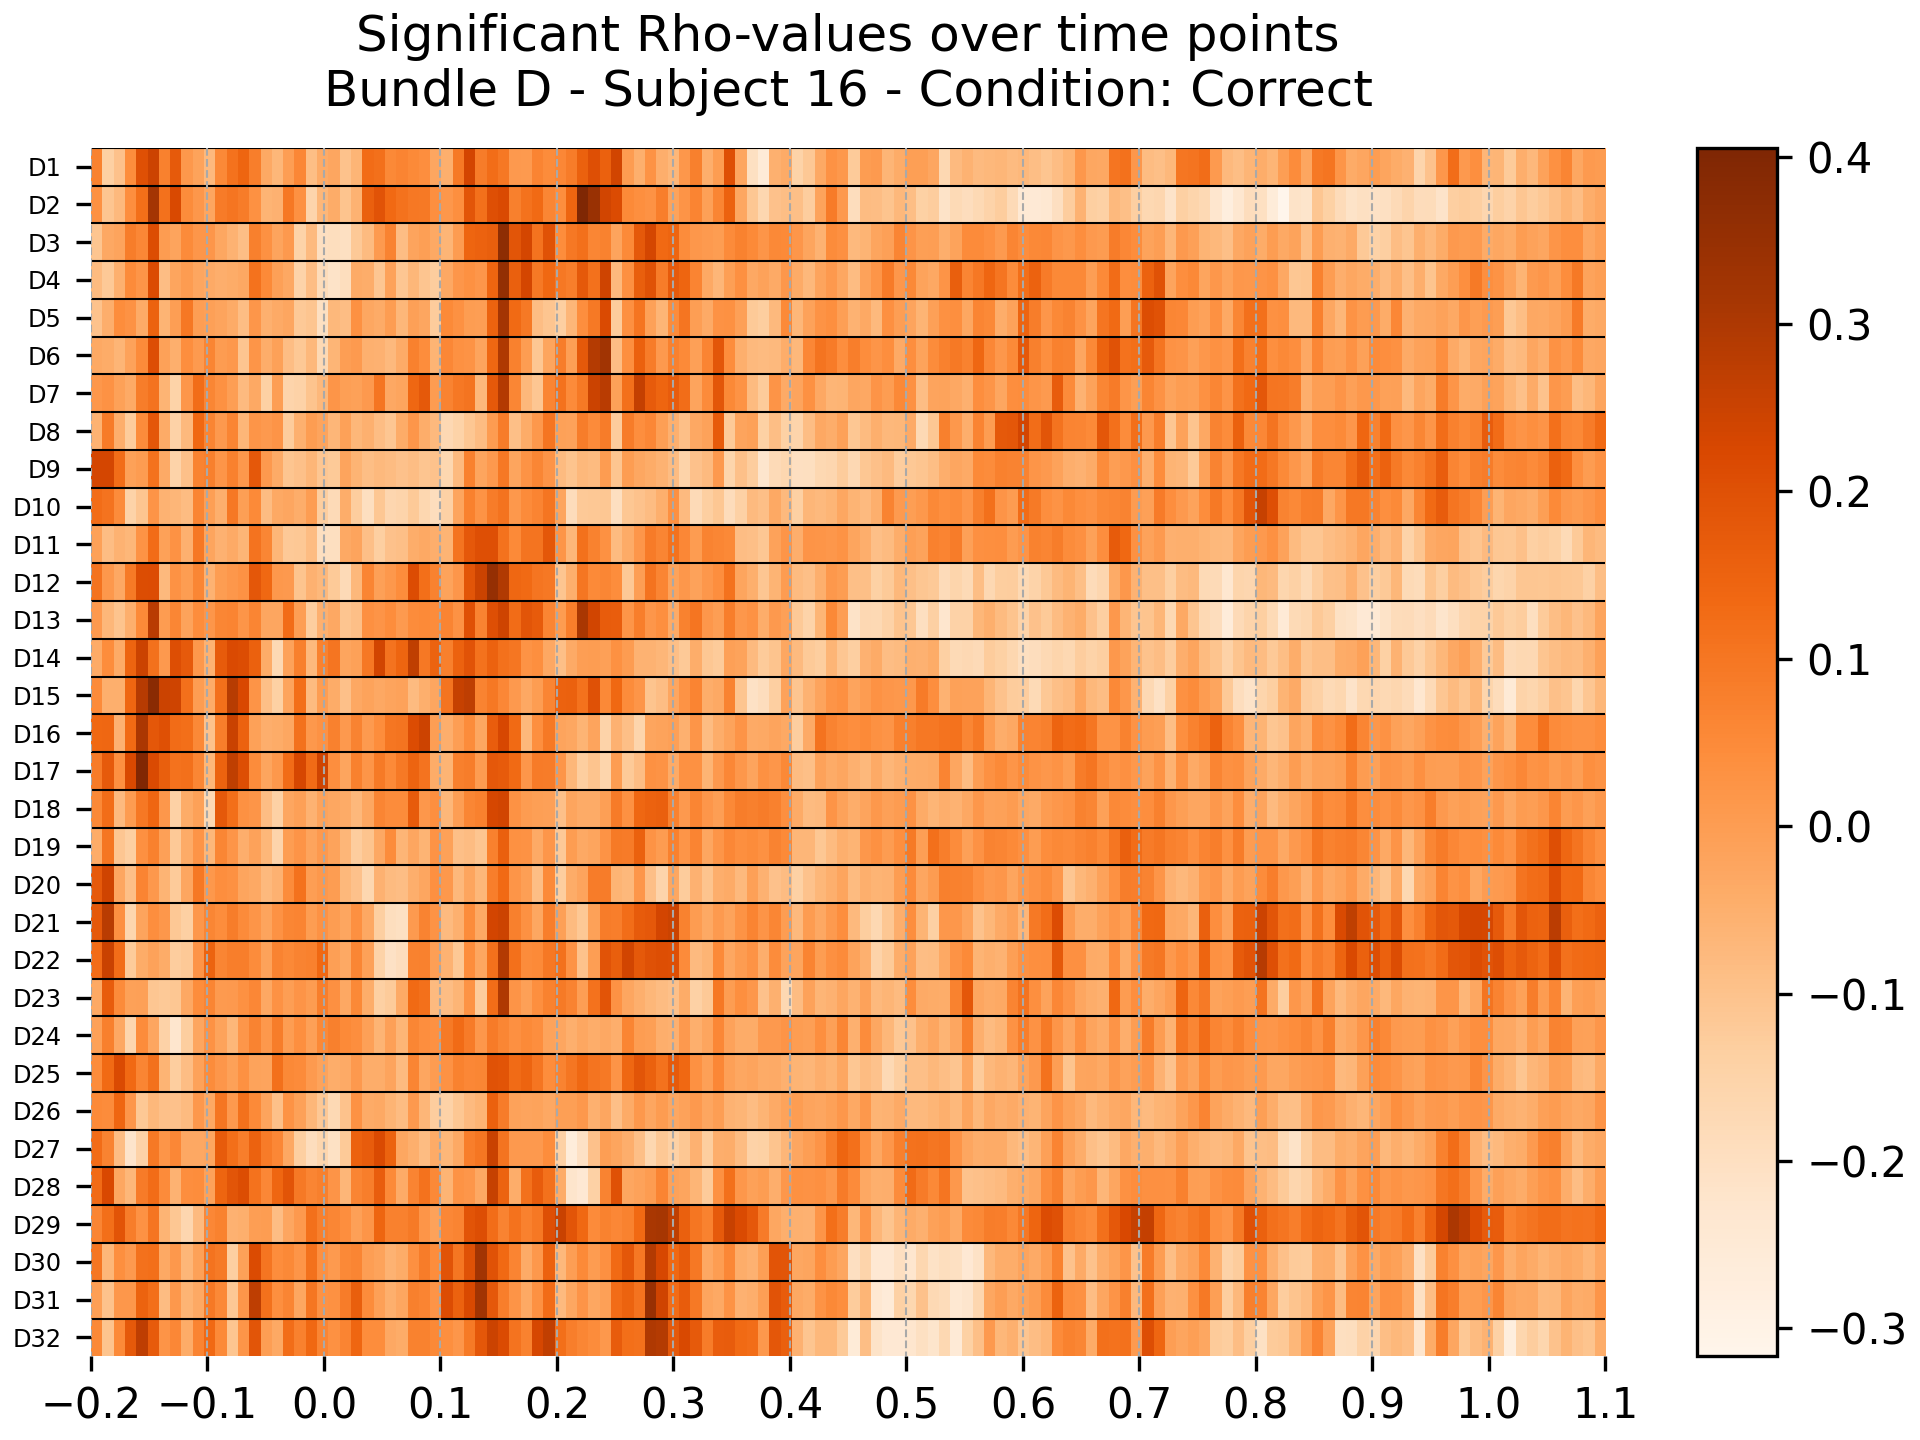 Significant Rho-values over time points
Bundle D - Subject 16 - Condition: Correct
D1
D2
D3
D4
D5
D6
D7
D8
D9
D10
D11
D12
D13
D14
D15
D16
D17
D18
D19
D20
D21
D22
D23
D24
D25
D26
D27
D28
D29
D30
D31
D32
−0.2 −0.1 0.0 0.1 0.2 0.3 0.4 0.5 0.6 0.7 0.8 0.9 1.0 1.1
0.4
0.3
0.2
0.1
0.0
−0.1
−0.2
−0.3